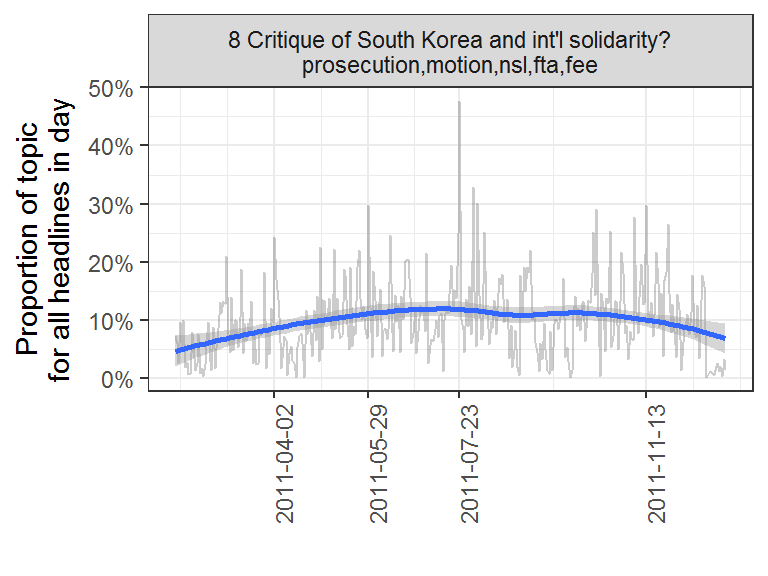 8 Critique of South Korea and int'l solidarity?
prosecution,motion,nsl,fta,fee
Proportion of topic
for all headlines in day
50%
40%
30%
20%
10%
0%
2011-04-02
2011-05-29
2011-07-23
2011-11-13